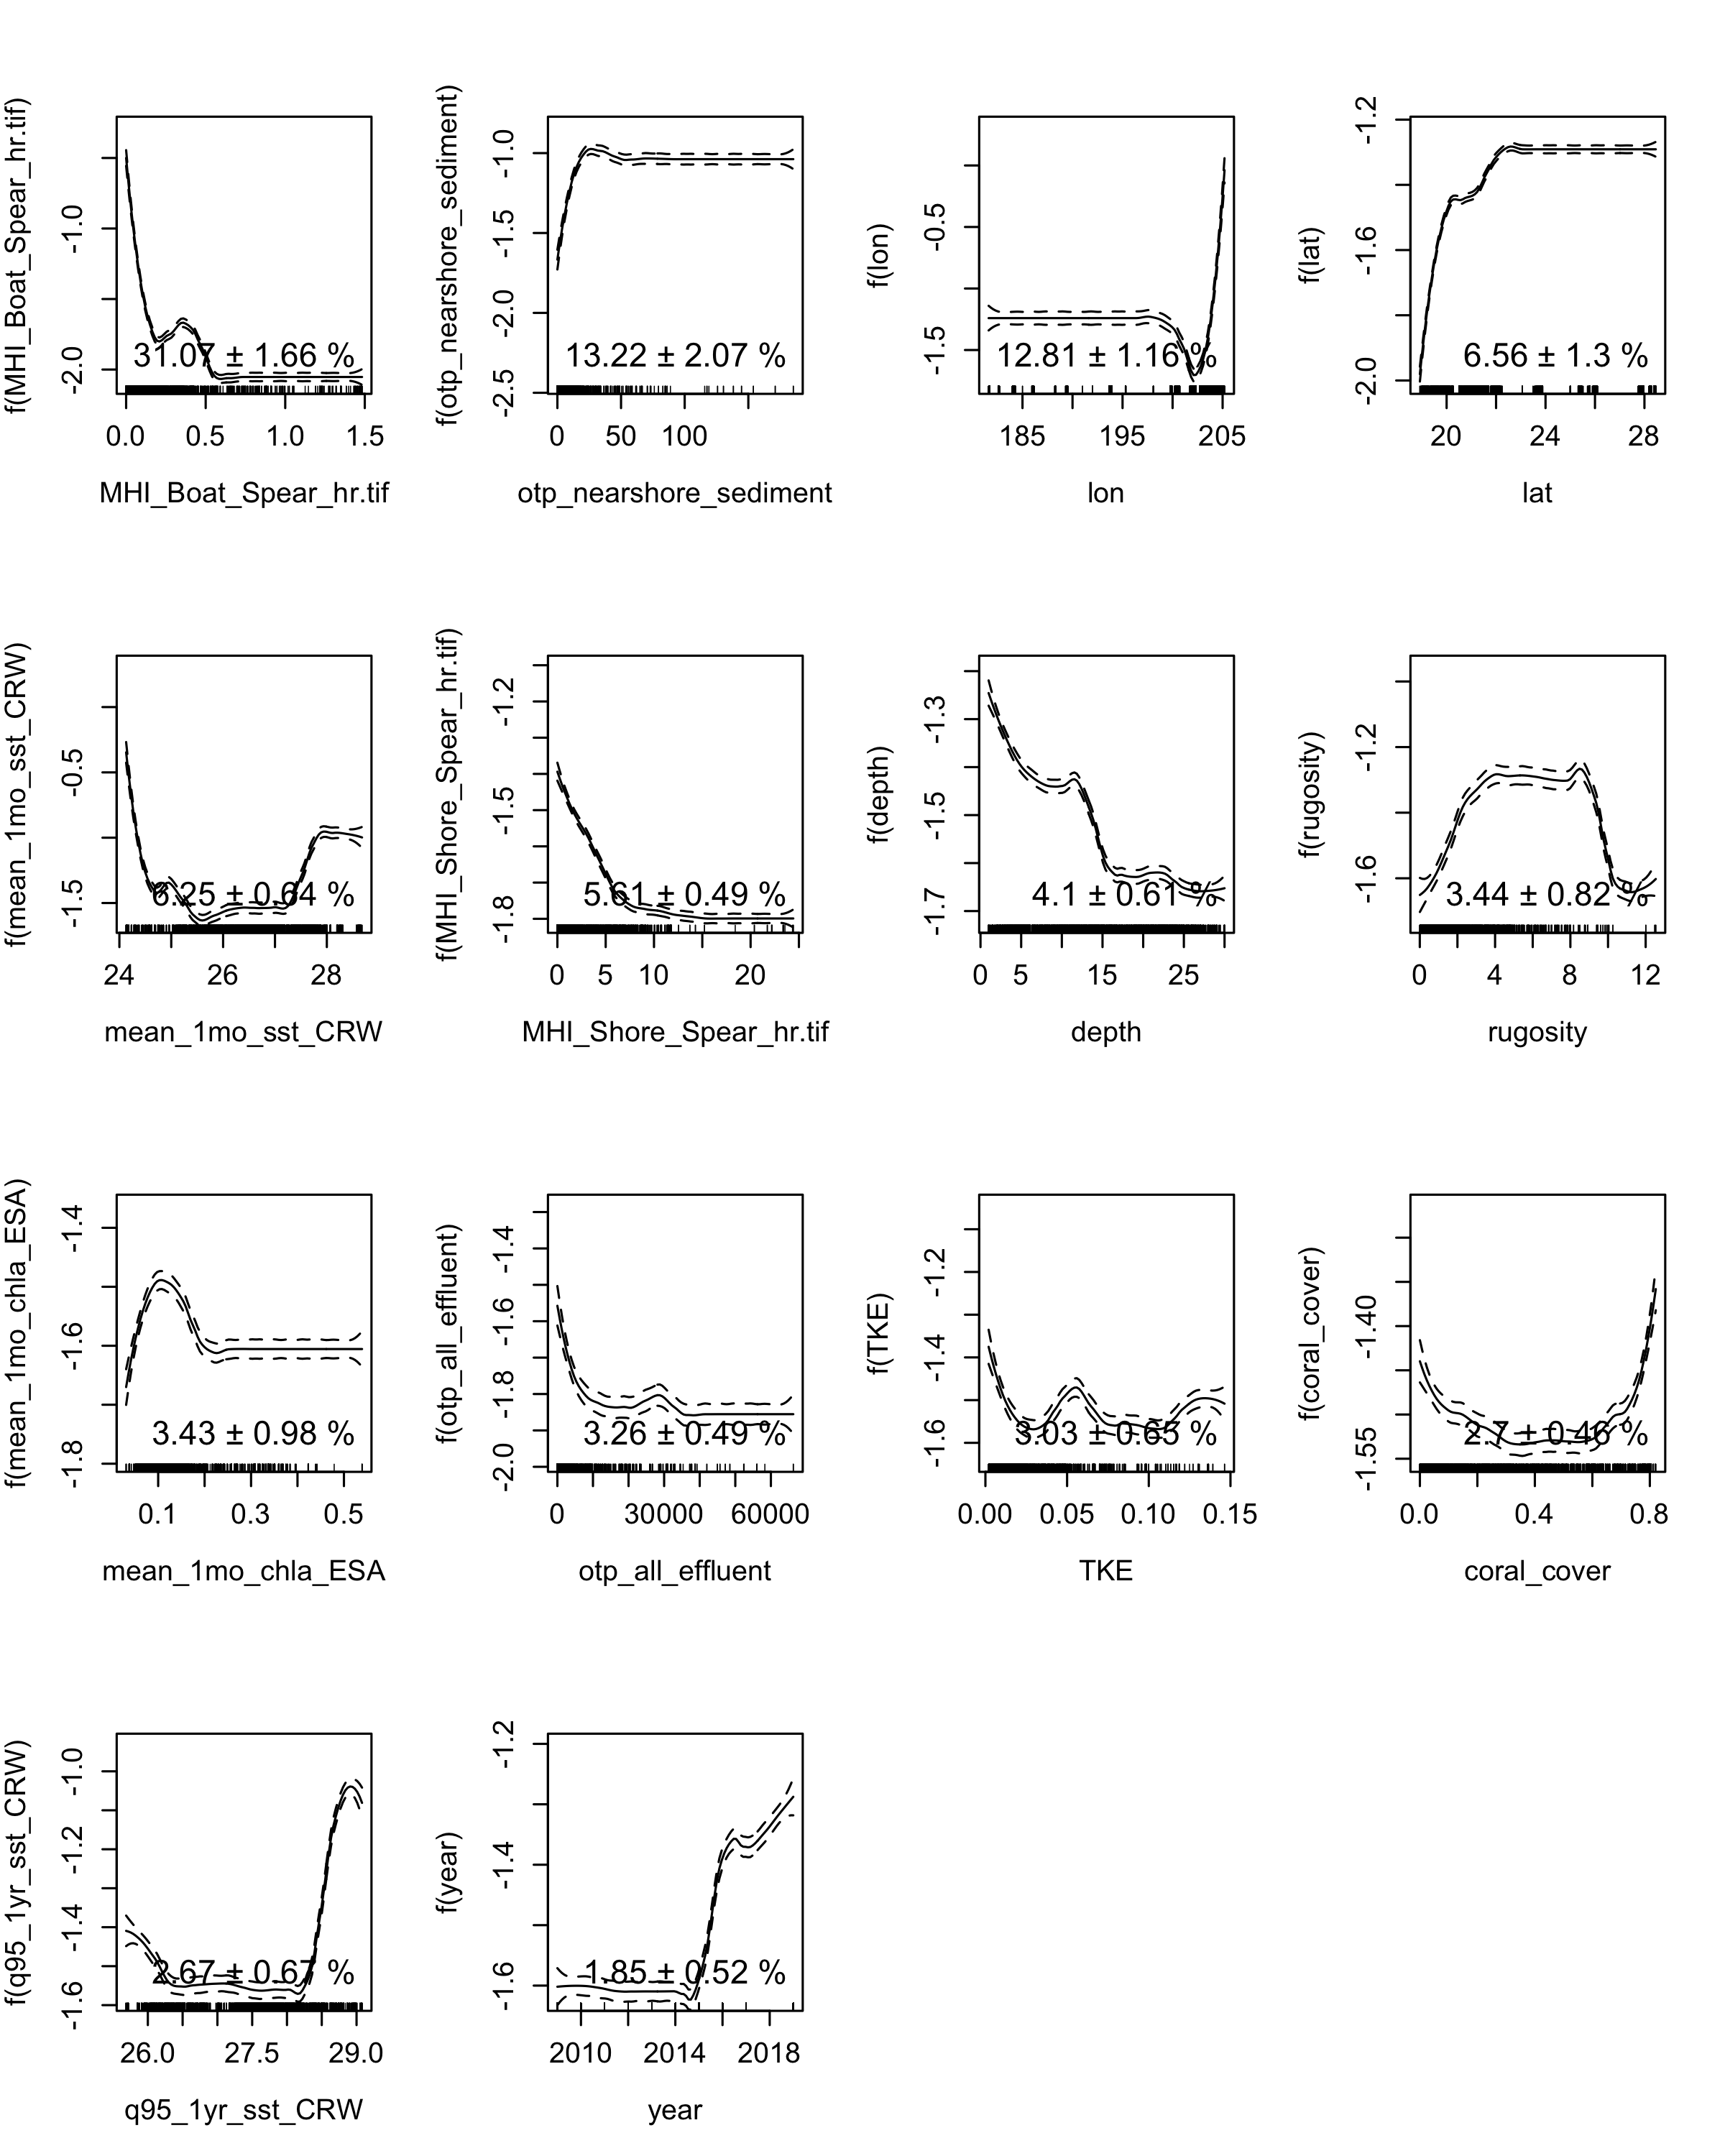 f(MHI_Boat_Spear_hr.tif)
-1.0
-2.0
31.07 ± 1.66 %
0.0 0.5 1.0 1.5
MHI_Boat_Spear_hr.tif
f(otp_nearshore_sediment)
-1.0
-1.5
-2.0
-2.5
13.22 ± 2.07 %
0 50 100
otp_nearshore_sediment
f(lon)
-0.5
-1.5
12.81 ± 1.16 %
185 195 205
lon
f(lat)
-1.2
-1.6
-2.0
6.56 ± 1.3 %
20 24 28
lat
f(mean_1mo_sst_CRW)
-0.5
-1.5
6.25 ± 0.64 %
24 26 28
mean_1mo_sst_CRW
f(MHI_Shore_Spear_hr.tif)
-1.2
-1.5
-1.8
5.61 ± 0.49 %
0 5 10 20
MHI_Shore_Spear_hr.tif
f(depth)
-1.3
-1.5
-1.7
4.1 ± 0.61 %
0 5 15 25
depth
f(rugosity)
-1.2
-1.6
3.44 ± 0.82 %
0 4 8 12
rugosity
f(mean_1mo_chla_ESA)
-1.4
-1.6
-1.8
3.43 ± 0.98 %
0.1 0.3 0.5
mean_1mo_chla_ESA
f(otp_all_effluent)
-1.4
-1.6
-1.8
-2.0
3.26 ± 0.49 %
0 30000 60000
otp_all_effluent
f(TKE)
-1.2
-1.4
-1.6
3.03 ± 0.65 %
0.00 0.05 0.10 0.15
TKE
f(coral_cover)
-1.40
-1.55
2.7 ± 0.46 %
0.0 0.4 0.8
coral_cover
f(q95_1yr_sst_CRW)
-1.0
-1.2
-1.4
-1.6
2.67 ± 0.67 %
26.0 27.5 29.0
q95_1yr_sst_CRW
f(year)
-1.2
-1.4
-1.6
1.85 ± 0.52 %
2010 2014 2018
year